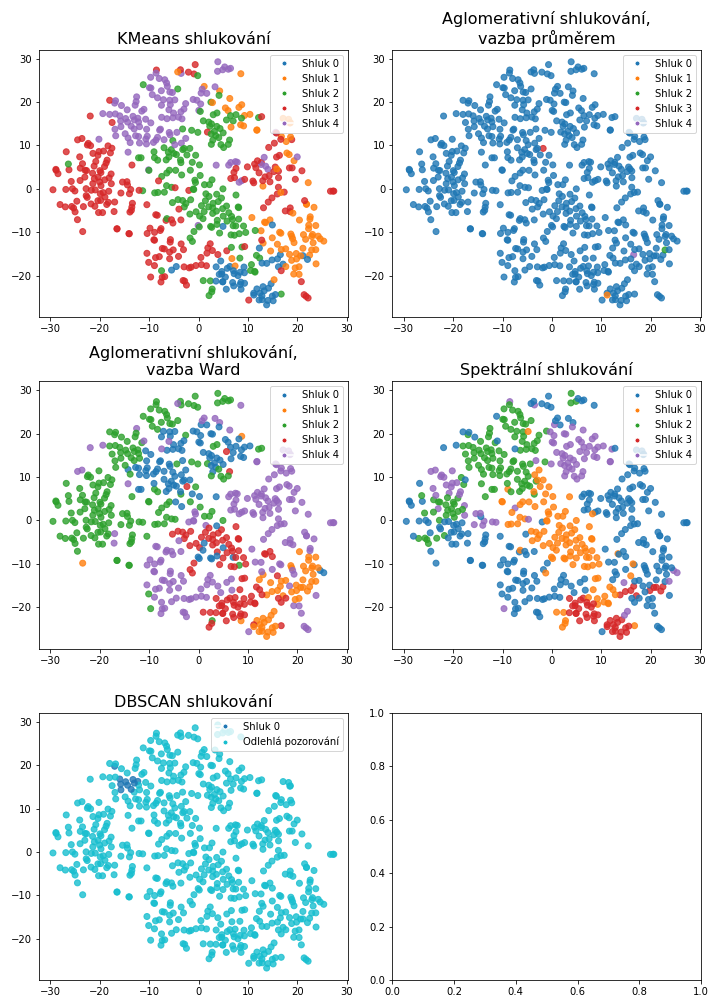 KMeans shlukování
Shluk 0
Shluk 1
Shluk 2
Shluk 3
Shluk 4
30
20
10
0
−10
−20
−30 −20 −10 0 10 20 30
Aglomerativní shlukování,
vazba průměrem
Shluk 0
Shluk 1
Shluk 2
Shluk 3
Shluk 4
30
20
10
0
−10
−20
−30 −20 −10 0 10 20 30
Aglomerativní shlukování,
vazba Ward
Shluk 0
Shluk 1
Shluk 2
Shluk 3
Shluk 4
30
20
10
0
−10
−20
−30 −20 −10 0 10 20 30
Spektrální shlukování
Shluk 0
Shluk 1
Shluk 2
Shluk 3
Shluk 4
30
20
10
0
−10
−20
−30 −20 −10 0 10 20 30
DBSCAN shlukování
Shluk 0
Odlehlá pozorování
30
20
10
0
−10
−20
−30 −20 −10 0 10 20 30
1.0
0.8
0.6
0.4
0.2
0.0
0.0 0.2 0.4 0.6 0.8 1.0